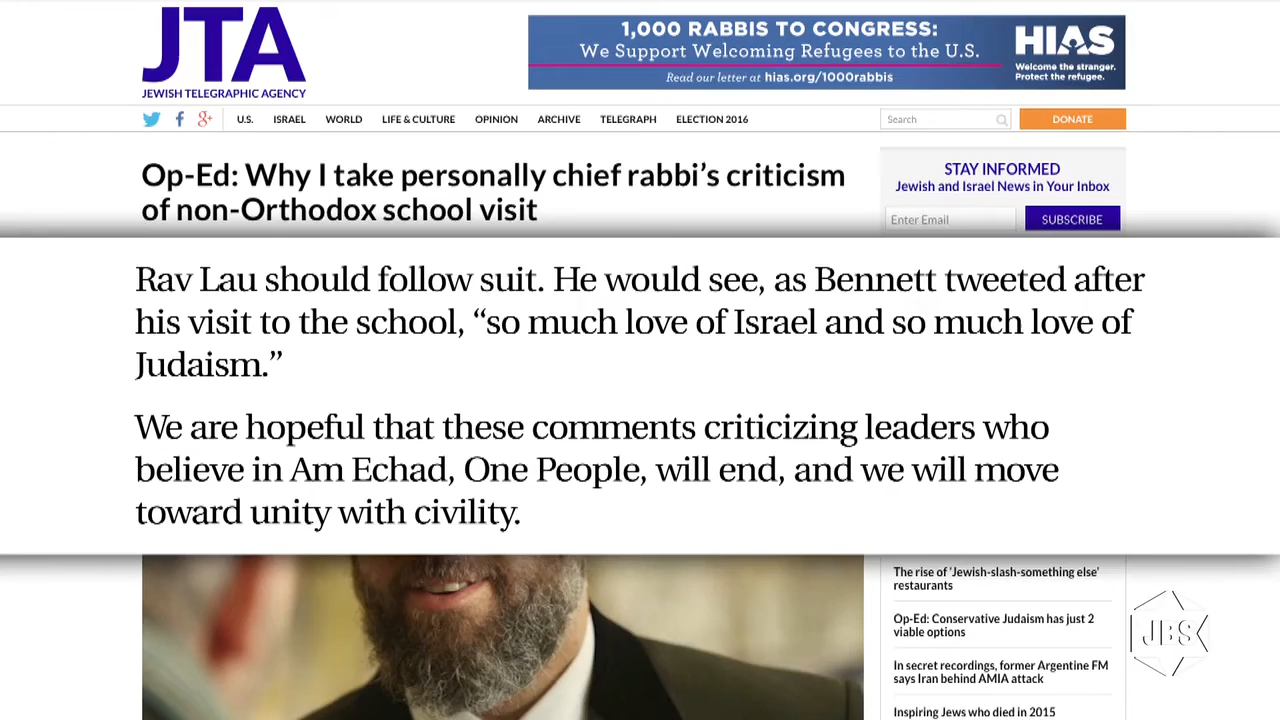 JTA
JEWISH TELEGRAPHIC AGENCY
1,000 RABBIS TO CONGRESS:
We Support Welcoming Refugees to the U.S.
Read our letter at hias.org/1000rabbis
HIAS
Welcome the stranger.
Protect the refugee.
U.S. ISRAEL WORLD LIFE & CULTURE OPINION ARCHIVE TELEGRAPH ELECTION 2016
Search
DONATE
Op-Ed: Why I take personally chief rabbi's criticism
of non-Orthodox school visit
STAY INFORMED
Jewish and Israel News in Your Inbox
Enter Email
SUBSCRIBE
Rav Lau should follow suit. He would see, as Bennett tweeted after
his visit to the school, “so much love of Israel and so much love of
Judaism.”
We are hopeful that these comments criticizing leaders who
believe in Am Echad, One People, will end, and we will move
toward unity with civility.
The rise of 'Jewish-slash-something else'
restaurants
Op-Ed: Conservative Judaism has just 2
viable options
In secret recordings, former Argentine FM
says Iran behind AMIA attack
Inspiring Jews who died in 2015
JBS